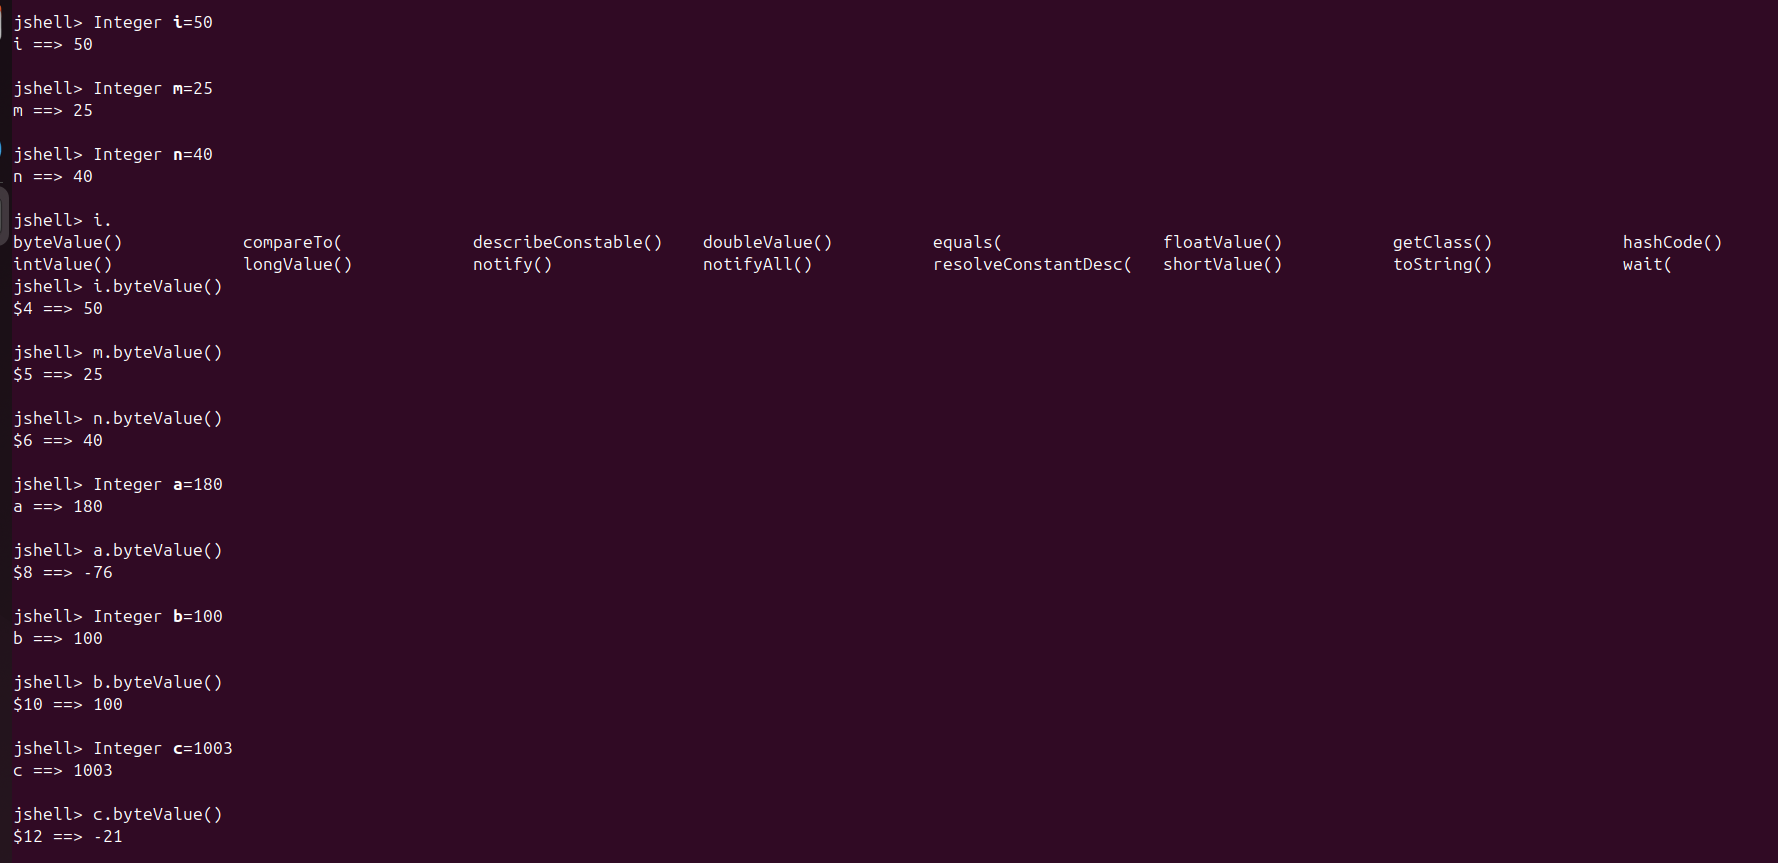 jshell> Integer i=50
i ==> 50
jshell> Integer m=25
m ==> 25
jshell> Integer n=40
n ==> 40
jshell> i.
byteValue() compareTo( describeConstable() doubleValue() equals( floatValue() getClass() hashCode()
intValue() longValue() notify() notifyAll() resolveConstantDesc( shortValue() toString() wait(
jshell> i.byteValue()
$4 ==> 50
jshell> m.byteValue()
$5 ==> 25
jshell> n.byteValue()
$6 ==> 40
jshell> Integer a=180
a ==> 180
jshell> a.byteValue()
$8 ==> -76
jshell> Integer b=100
b ==> 100
jshell> b.byteValue()
$10 ==> 100
jshell> Integer c=1003
c ==> 1003
jshell> c.byteValue()
$12 ==> -21